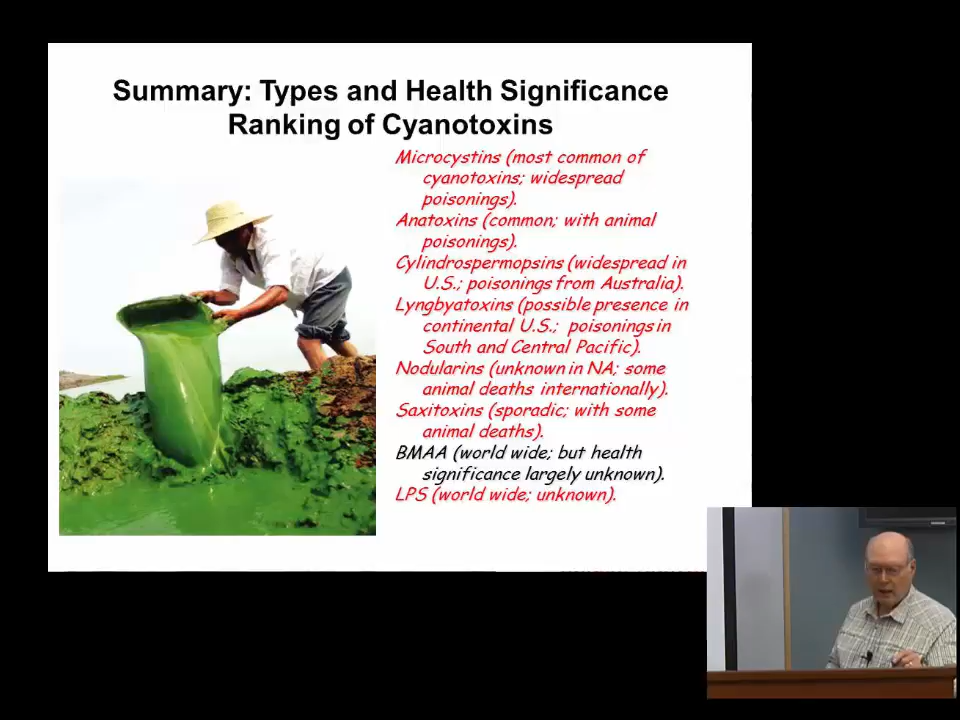 Summary: Types and Health Significance
Ranking of Cyanotoxins
Microcystins (most common of
cyanotoxins; widespread
poisonings).
Anatoxins (common; with animal
poisonings).
Cylindrospermopsins (widespread in
U.S.; poisonings from Australia).
Lyngbyatoxins (possible presence in
continental U.S.; poisonings in
South and Central Pacific).
Nodularins (unknown in NA; some
animal deaths internationally).
Saxitoxins (sporadic; with some
animal deaths).
BMAA (world wide; but health
significance largely unknown).
LPS (world wide; unknown).